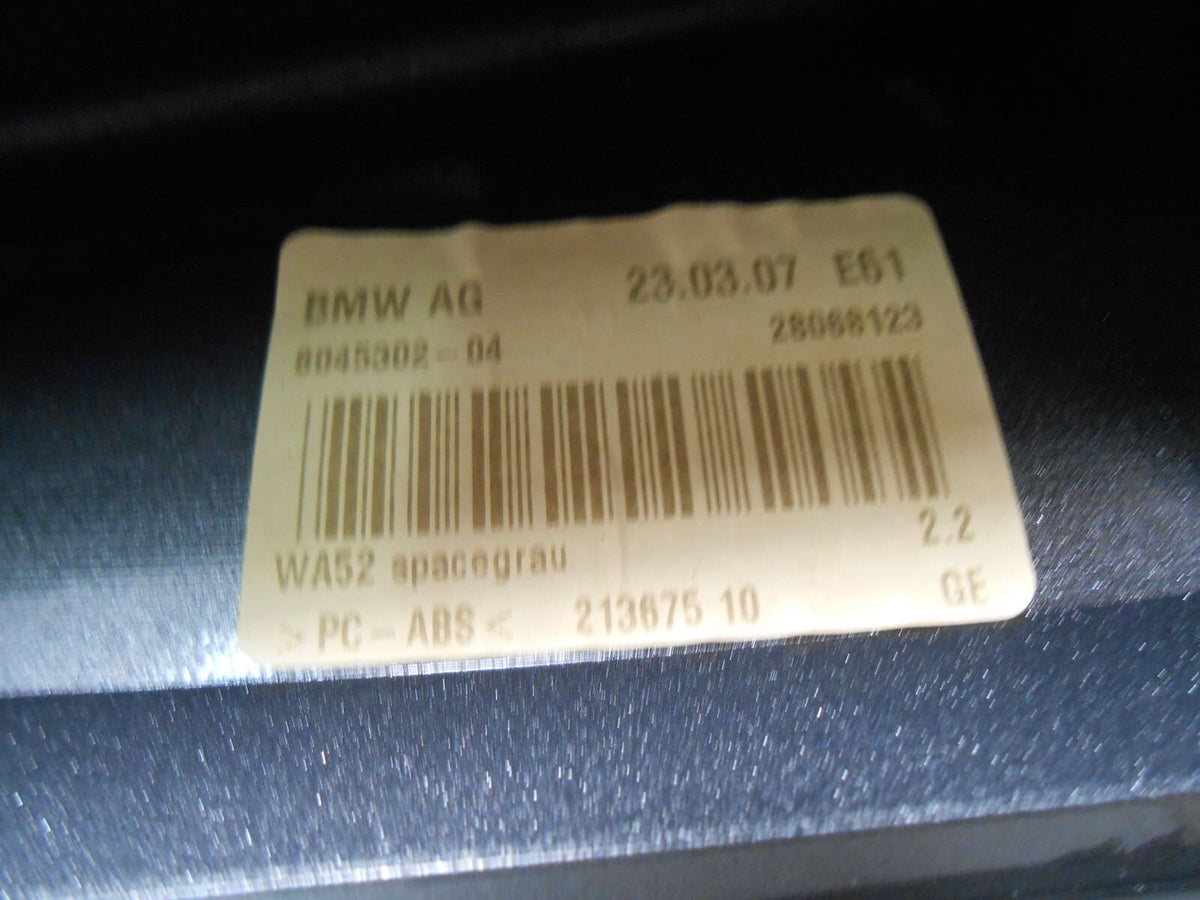 BMW AG 23.03.07 E61
8045302-04 28068123
WA52 spacegrau 2.2
>PC-ABS< 213675 10 GE